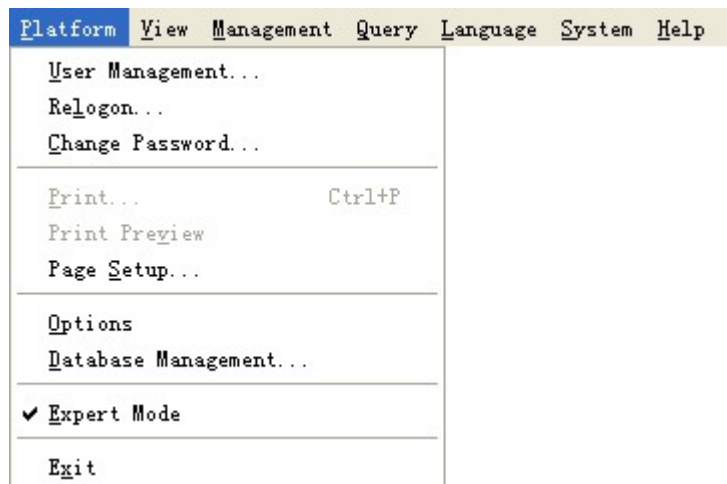 Platform View Management Query Language System Help
User Management...
Relogon...
Change Password...
Print... Ctrl+P
Print Preview
Page Setup...
Options
Database Management...
✔ Expert Mode
Exit